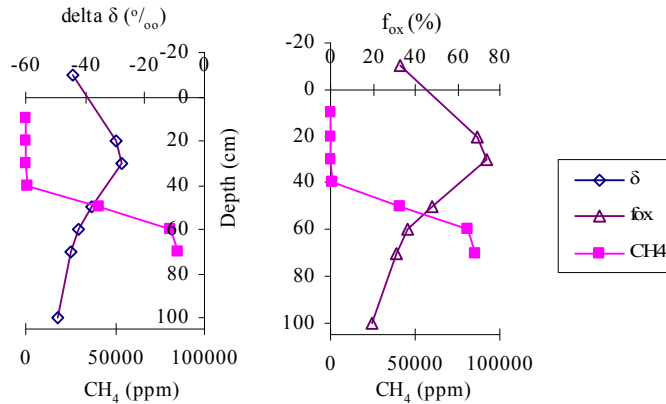 delta δ (o/oo)
-60 -40 -20 0
-20
0
20
40
60
80
100
Depth (cm)
0 50000 100000
CH4 (ppm)
fox (%)
0 20 40 60 80
-20
0
20
40
60
80
100
0 50000 100000
CH4 (ppm)
δ
fox
CH4